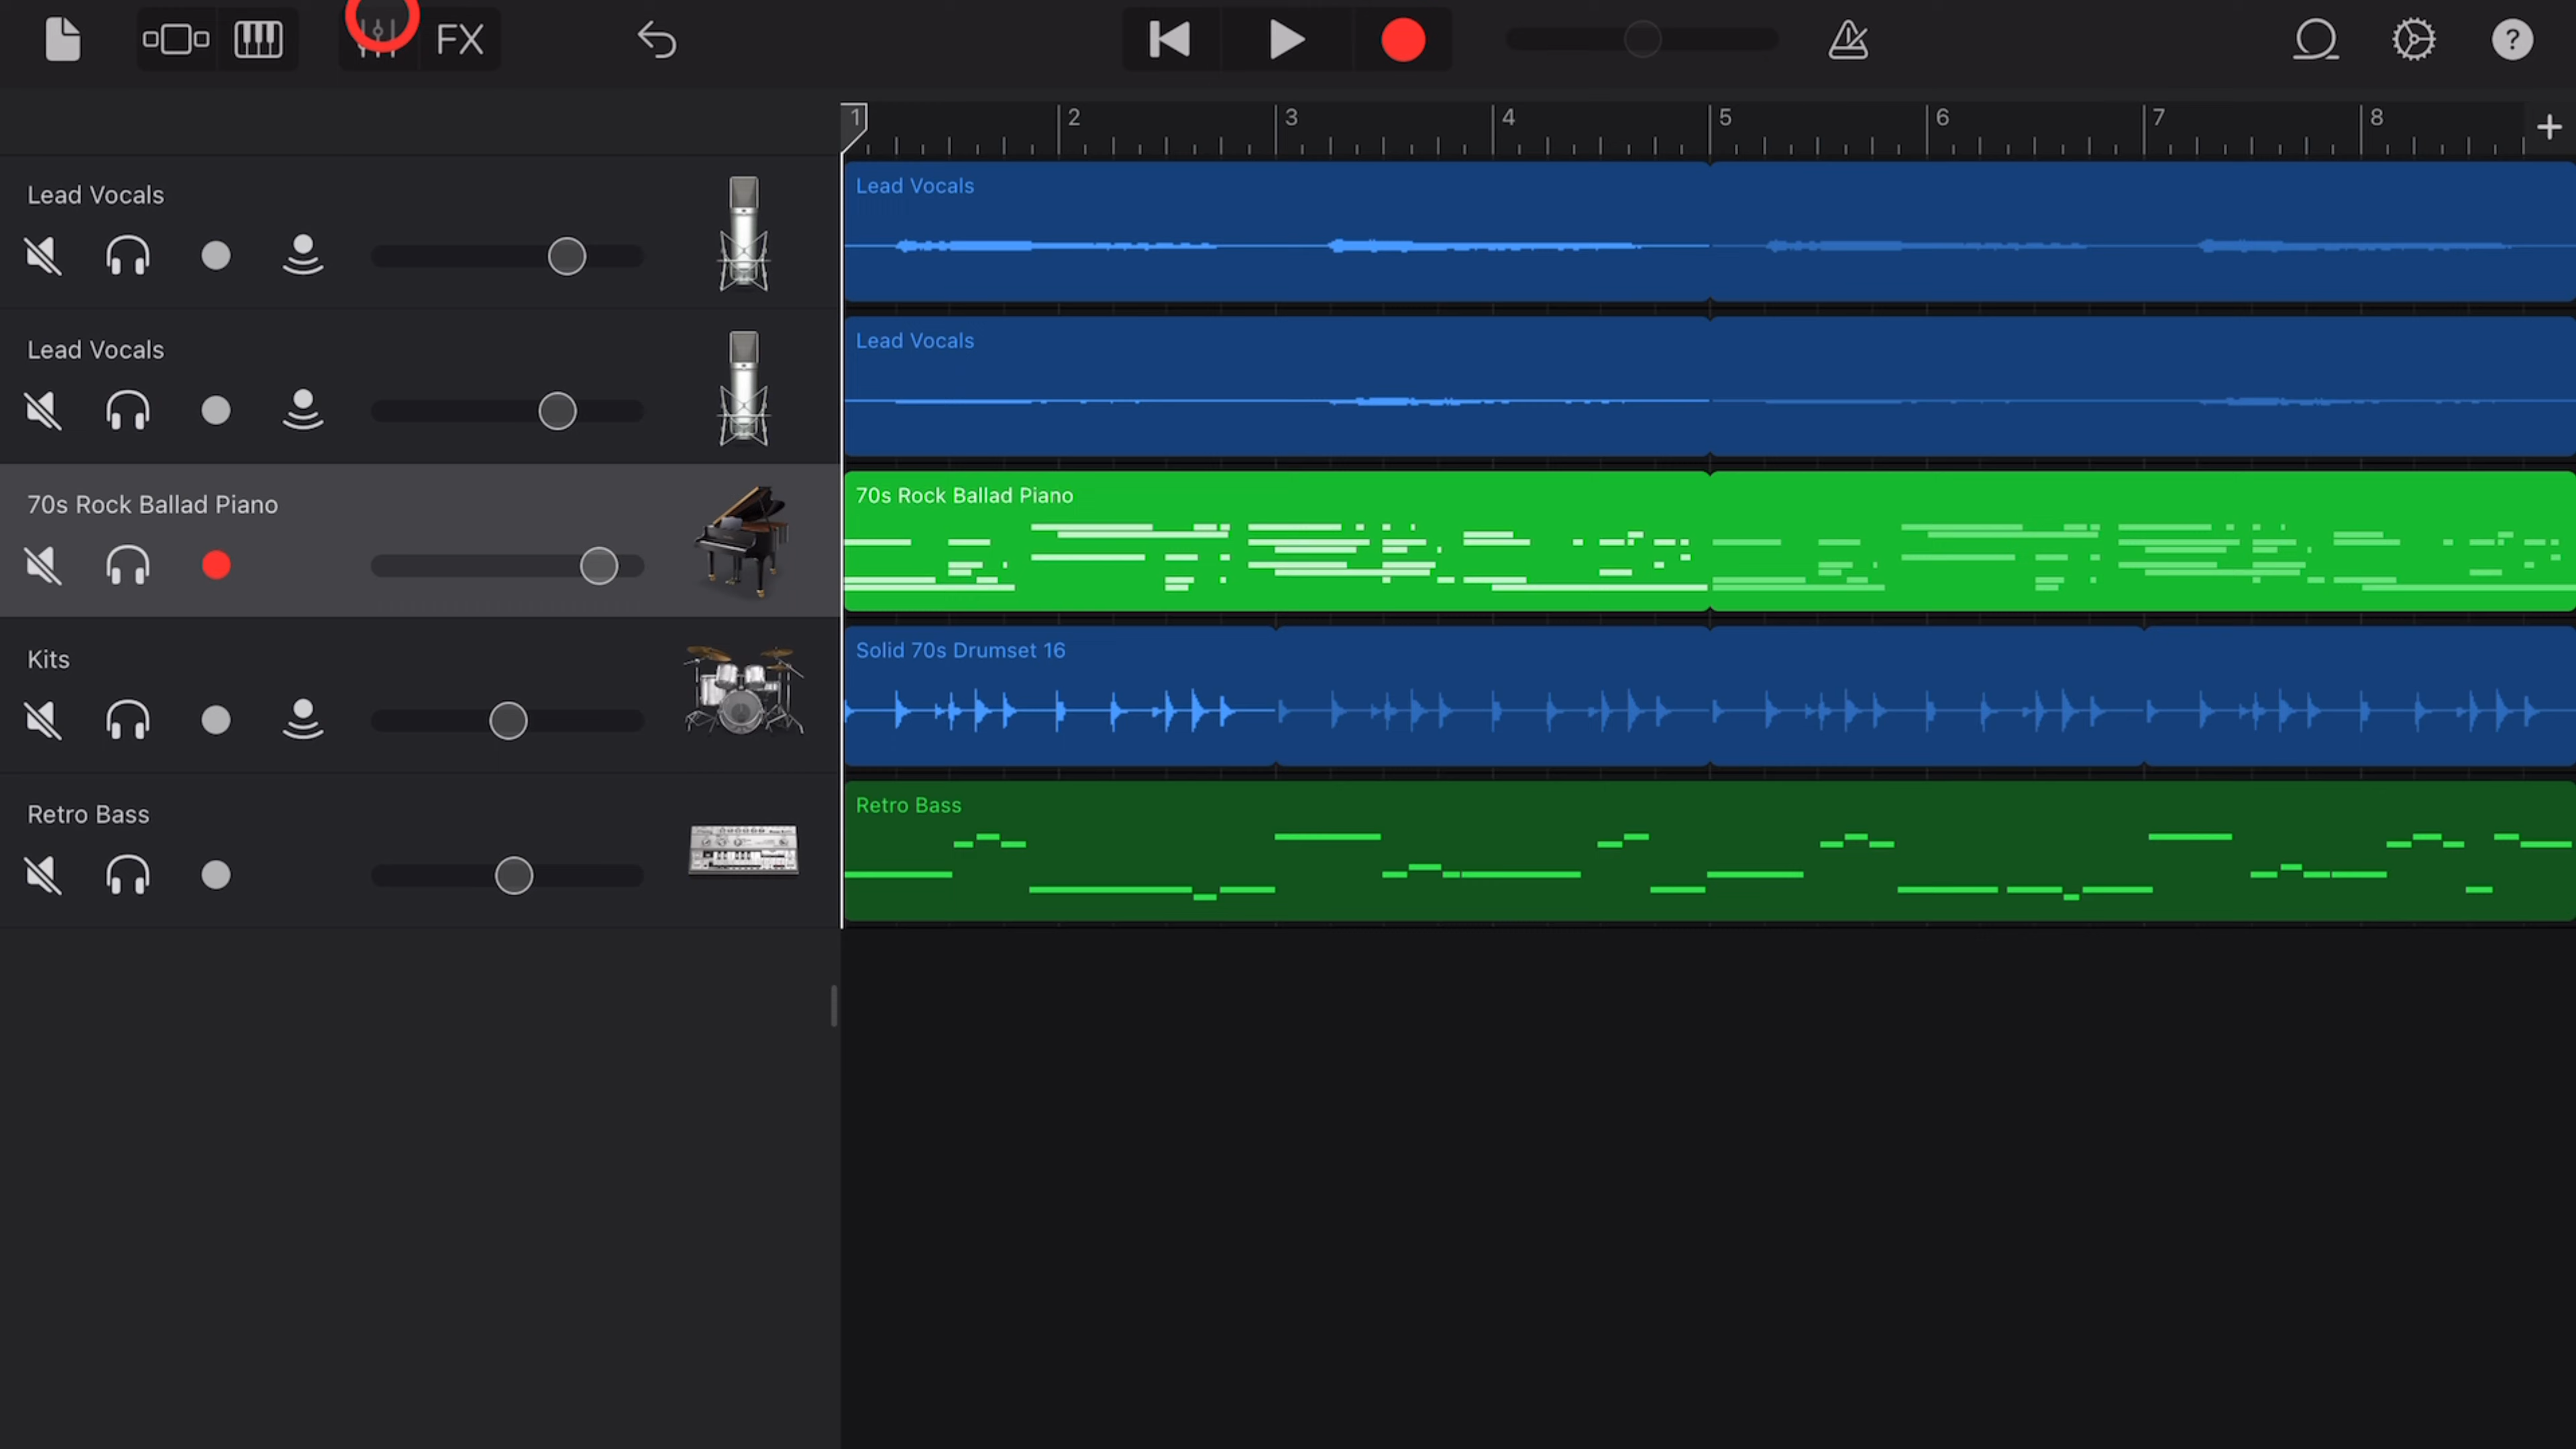 FX
?
1 2 3 4 5 6 7 8 +
Lead Vocals
Lead Vocals
Lead Vocals
Lead Vocals
70s Rock Ballad Piano
70s Rock Ballad Piano
Kits
Solid 70s Drumset 16
Retro Bass
Retro Bass